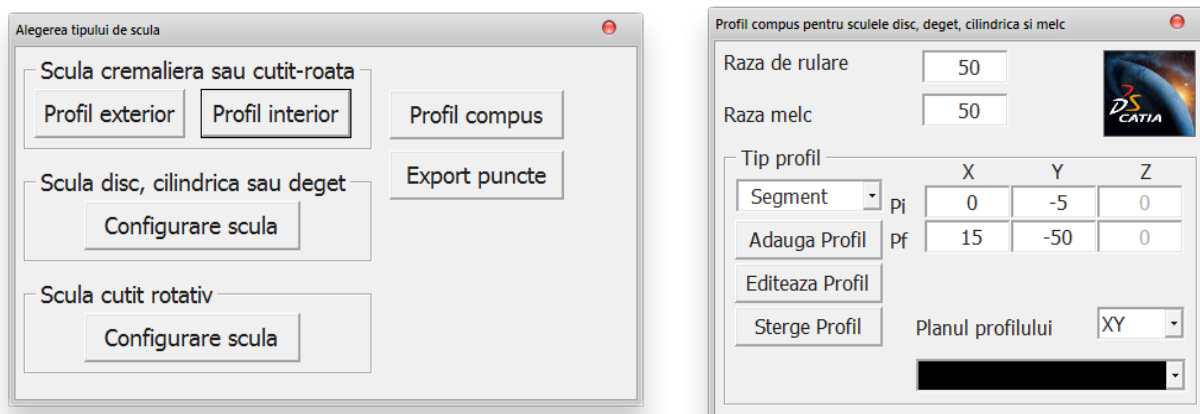 Alegerea tipului de scula
Scula cremaliera sau cutit-roata
Profil exterior
Profil interior
Profil compus
Export puncte
Scula disc, cilindrica sau deget
Configurare scula
Scula cutit rotativ
Configurare scula
Profil compus pentru sculele disc, deget, cilindrica si melc
Raza de rulare 50
Raza melc 50
DS CATIA
Tip profil
X Y Z
Segment Pi 0 -5 0
Adauga Profil Pf 15 -50 0
Editeaza Profil
Sterge Profil Planul profilului XY